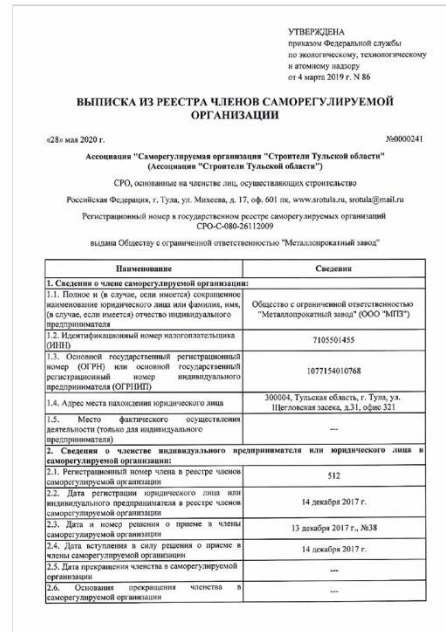 УТВЕРЖДЕНА
приказом Федеральной службы
по экологическому, технологическому
и атомному надзору
от 4 марта 2019 г. N 86
ВЫПИСКА ИЗ РЕЕСТРА ЧЛЕНОВ САМОРЕГУЛИРУЕМОЙ
ОРГАНИЗАЦИИ
«28» мая 2020 г. №0000241
Ассоциация "Саморегулируемая организация "Строители Тульской области"
(Ассоциация "Строители Тульской области")
СРО, основанные на членстве лиц, осуществляющих строительство
Российская Федерация, г. Тула, ул. Михеева, д. 17, оф. 601 пя, www.srotula.ru, srotula@mail.ru
Регистрационный номер в государственном реестре саморегулируемых организаций
СРО-С-080-26112009
выдана Обществу с ограниченной ответственностью "Металлопрокатный завод"
Наименование Сведения
1. Сведения о члене саморегулируемой организации:
1.1. Полное и (в случае, если имеется) сокращенное
наименование юридического лица или фамилия, имя,
(в случае, если имеется) отчество индивидуального
предпринимателя
Общество с ограниченной ответственностью
"Металлопрокатный завод" (ООО "МПЗ")
1.2. Идентификационный номер налогоплательщика
(ИНН)
7105501455
1.3. Основной государственный регистрационный
номер (ОГРН) или основной государственный
регистрационный номер индивидуального
предпринимателя (ОГРНИП)
1077154010768
1.4. Адрес места нахождения юридического лица
300004, Тульская область, г. Тула, ул.
Щегловская засека, д.31, офис 321
1.5. Место фактического осуществления
деятельности (только для индивидуального
предпринимателя)
---
2. Сведения о членстве индивидуального предпринимателя или юридического лица в
саморегулируемой организации:
2.1. Регистрационный номер члена в реестре членов
саморегулируемой организации
512
2.2. Дата регистрации юридического лица или
индивидуального предпринимателя в реестре членов
саморегулируемой организации
14 декабря 2017 г.
2.3. Дата и номер решения о приеме в члены
саморегулируемой организации
13 декабря 2017 г., №38
2.4. Дата вступления в силу решения о приеме в
члены саморегулируемой организации
14 декабря 2017 г.
2.5. Дата прекращения членства в саморегулируемой
организации
---
2.6. Основания прекращения членства в
саморегулируемой организации
---